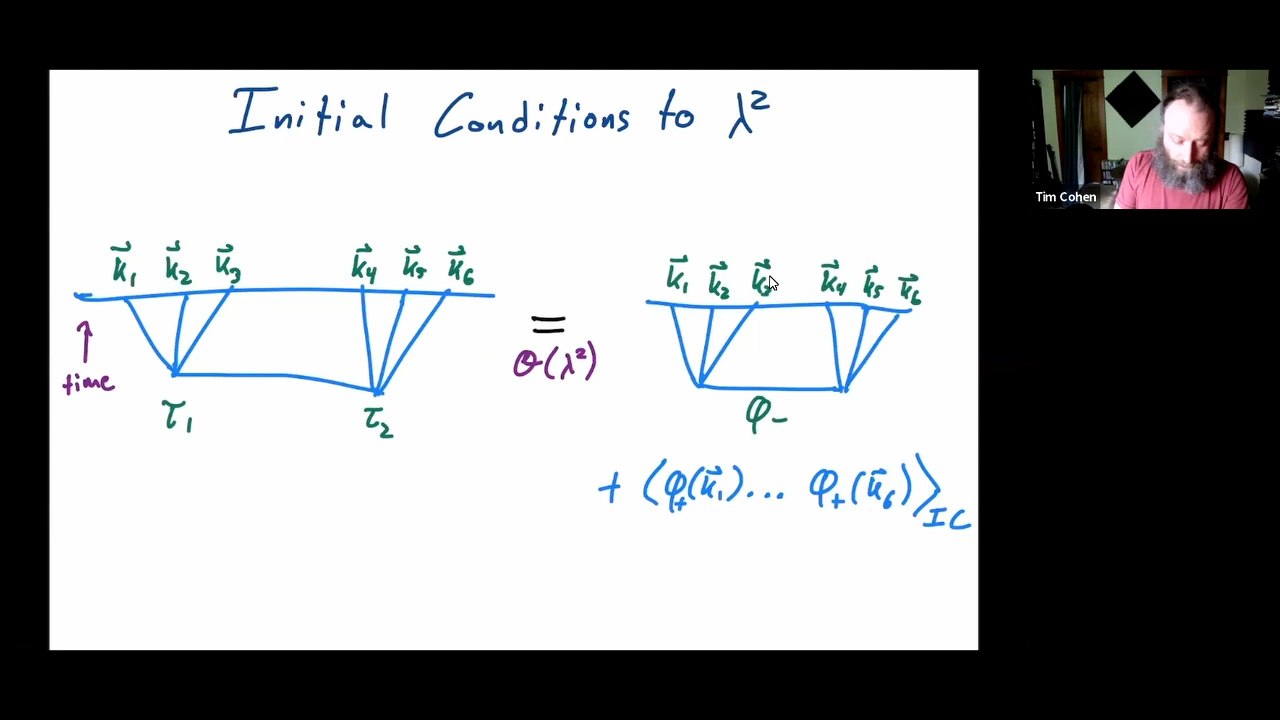 Initial Conditions to λ²
k⃗₁ k⃗₂ k⃗₃ k⃗₄ k⃗₅ k⃗₆
k⃗₁ k⃗₂ k⃗₃ k⃗₄ k⃗₅ k⃗₆
↑
time
=
O(λ²)
τ₁ τ₂
φ₋
+ ⟨φ₊(k⃗₁)... φ₊(k⃗₆)⟩_IC
Tim Cohen